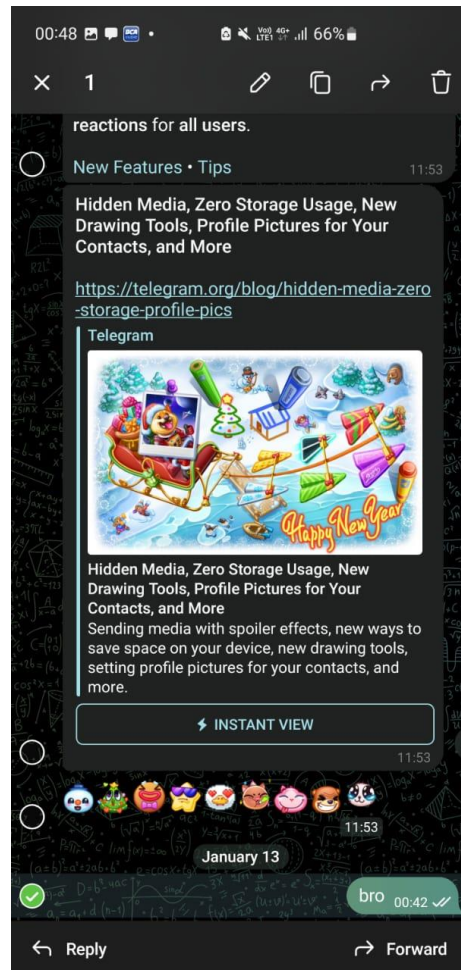 00:48
Vo)) 4G+
LTE1 66%
1
reactions for all users.
New Features • Tips
11:53
Hidden Media, Zero Storage Usage, New
Drawing Tools, Profile Pictures for Your
Contacts, and More
https://telegram.org/blog/hidden-media-zero
-storage-profile-pics
Telegram
Happy New Year
Hidden Media, Zero Storage Usage, New
Drawing Tools, Profile Pictures for Your
Contacts, and More
Sending media with spoiler effects, new ways to
save space on your device, new drawing tools,
setting profile pictures for your contacts, and
more.
INSTANT VIEW
11:53
11:53
January 13
bro 00:42
Reply Forward